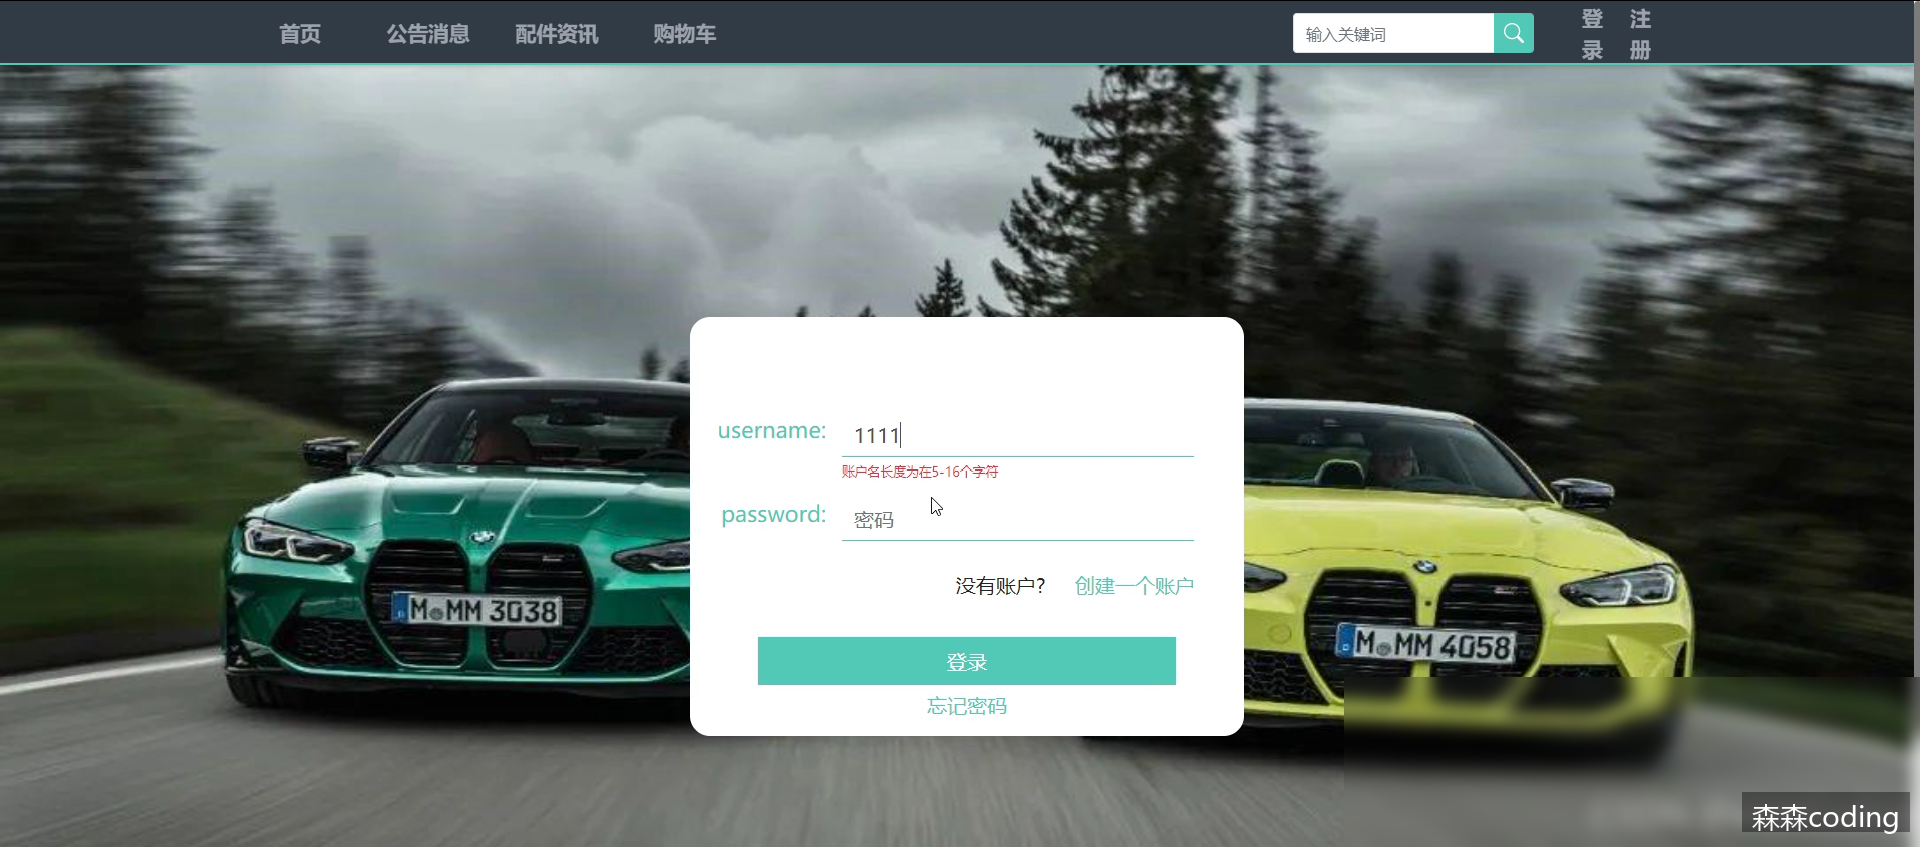 首页 公告消息 配件资讯 购物车 输入关键词 登录 注册
username: 1111
账户名长度为在5-16个字符
password: 密码
没有账户? 创建一个账户
M MM 3038
M MM 4058
登录
忘记密码
森森coding